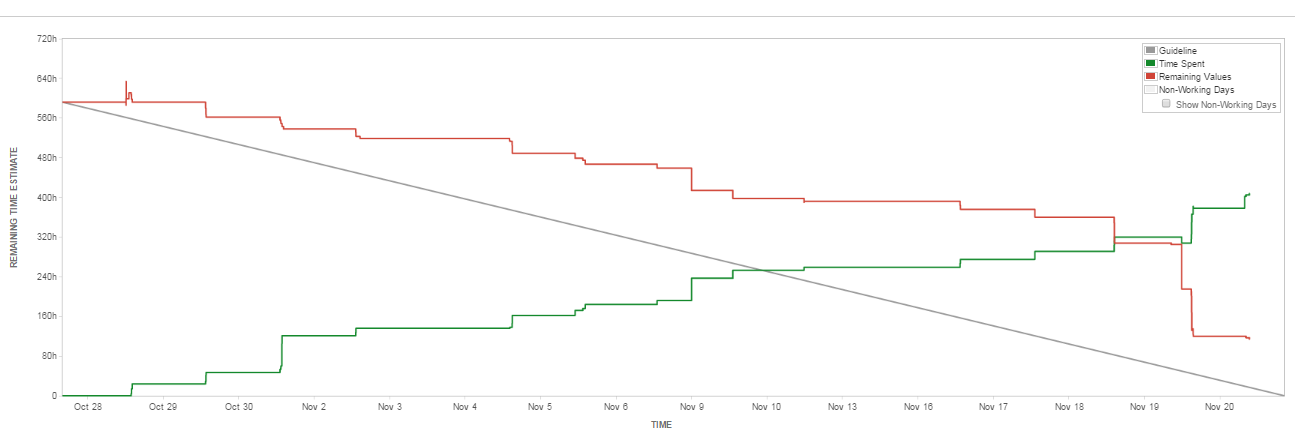 720h
640h
560h
480h
400h
320h
240h
160h
80h
0
REMAINING TIME ESTIMATE
Guideline
Time Spent
Remaining Values
Non-Working Days
Show Non-Working Days
Oct 28 Oct 29 Oct 30 Nov 2 Nov 3 Nov 4 Nov 5 Nov 6 Nov 9 Nov 10 Nov 13 Nov 16 Nov 17 Nov 18 Nov 19 Nov 20
TIME